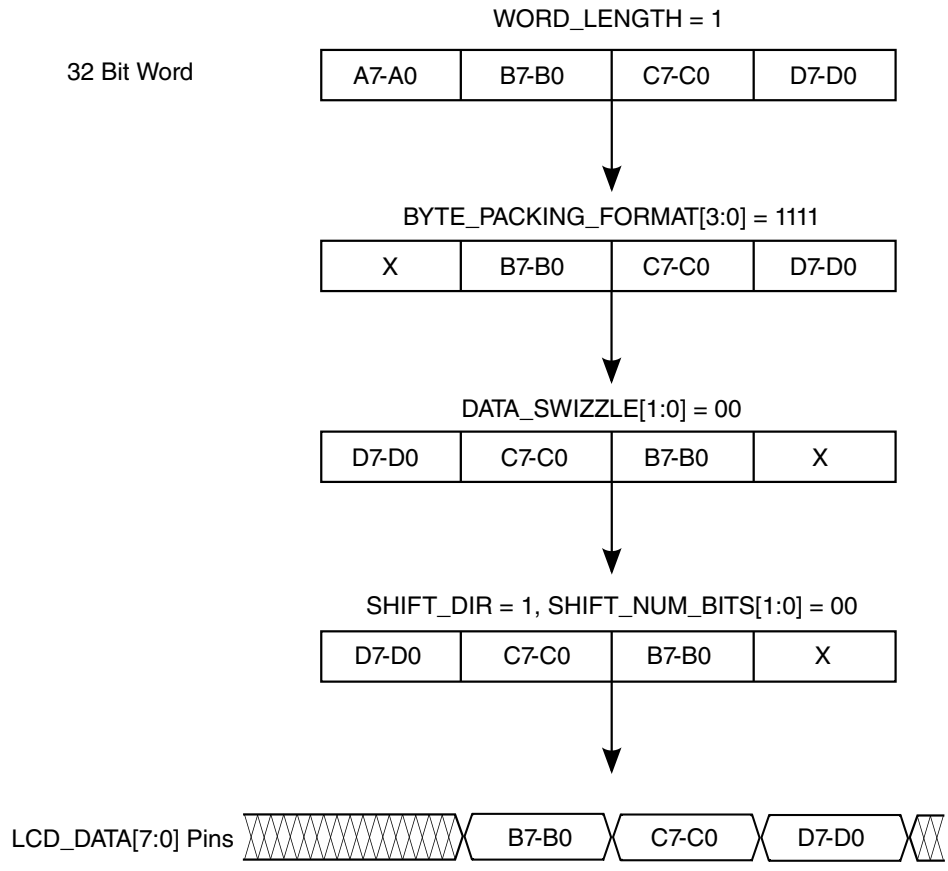 WORD_LENGTH = 1
32 Bit Word
A7-A0 B7-B0 C7-C0 D7-D0
BYTE_PACKING_FORMAT[3:0] = 1111
X B7-B0 C7-C0 D7-D0
DATA_SWIZZLE[1:0] = 00
D7-D0 C7-C0 B7-B0 X
SHIFT_DIR = 1, SHIFT_NUM_BITS[1:0] = 00
D7-D0 C7-C0 B7-B0 X
LCD_DATA[7:0] Pins B7-B0 C7-C0 D7-D0